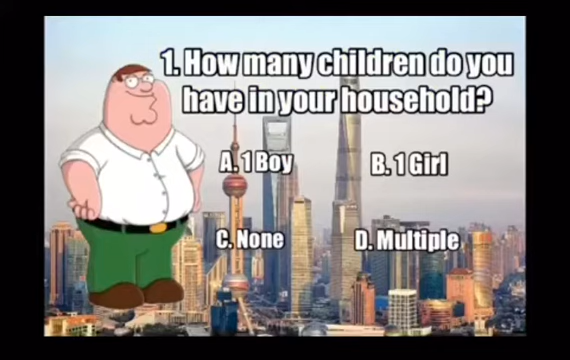 1. How many children do you
have in your household?
A. 1 Boy
B. 1 Girl
C. None
D. Multiple